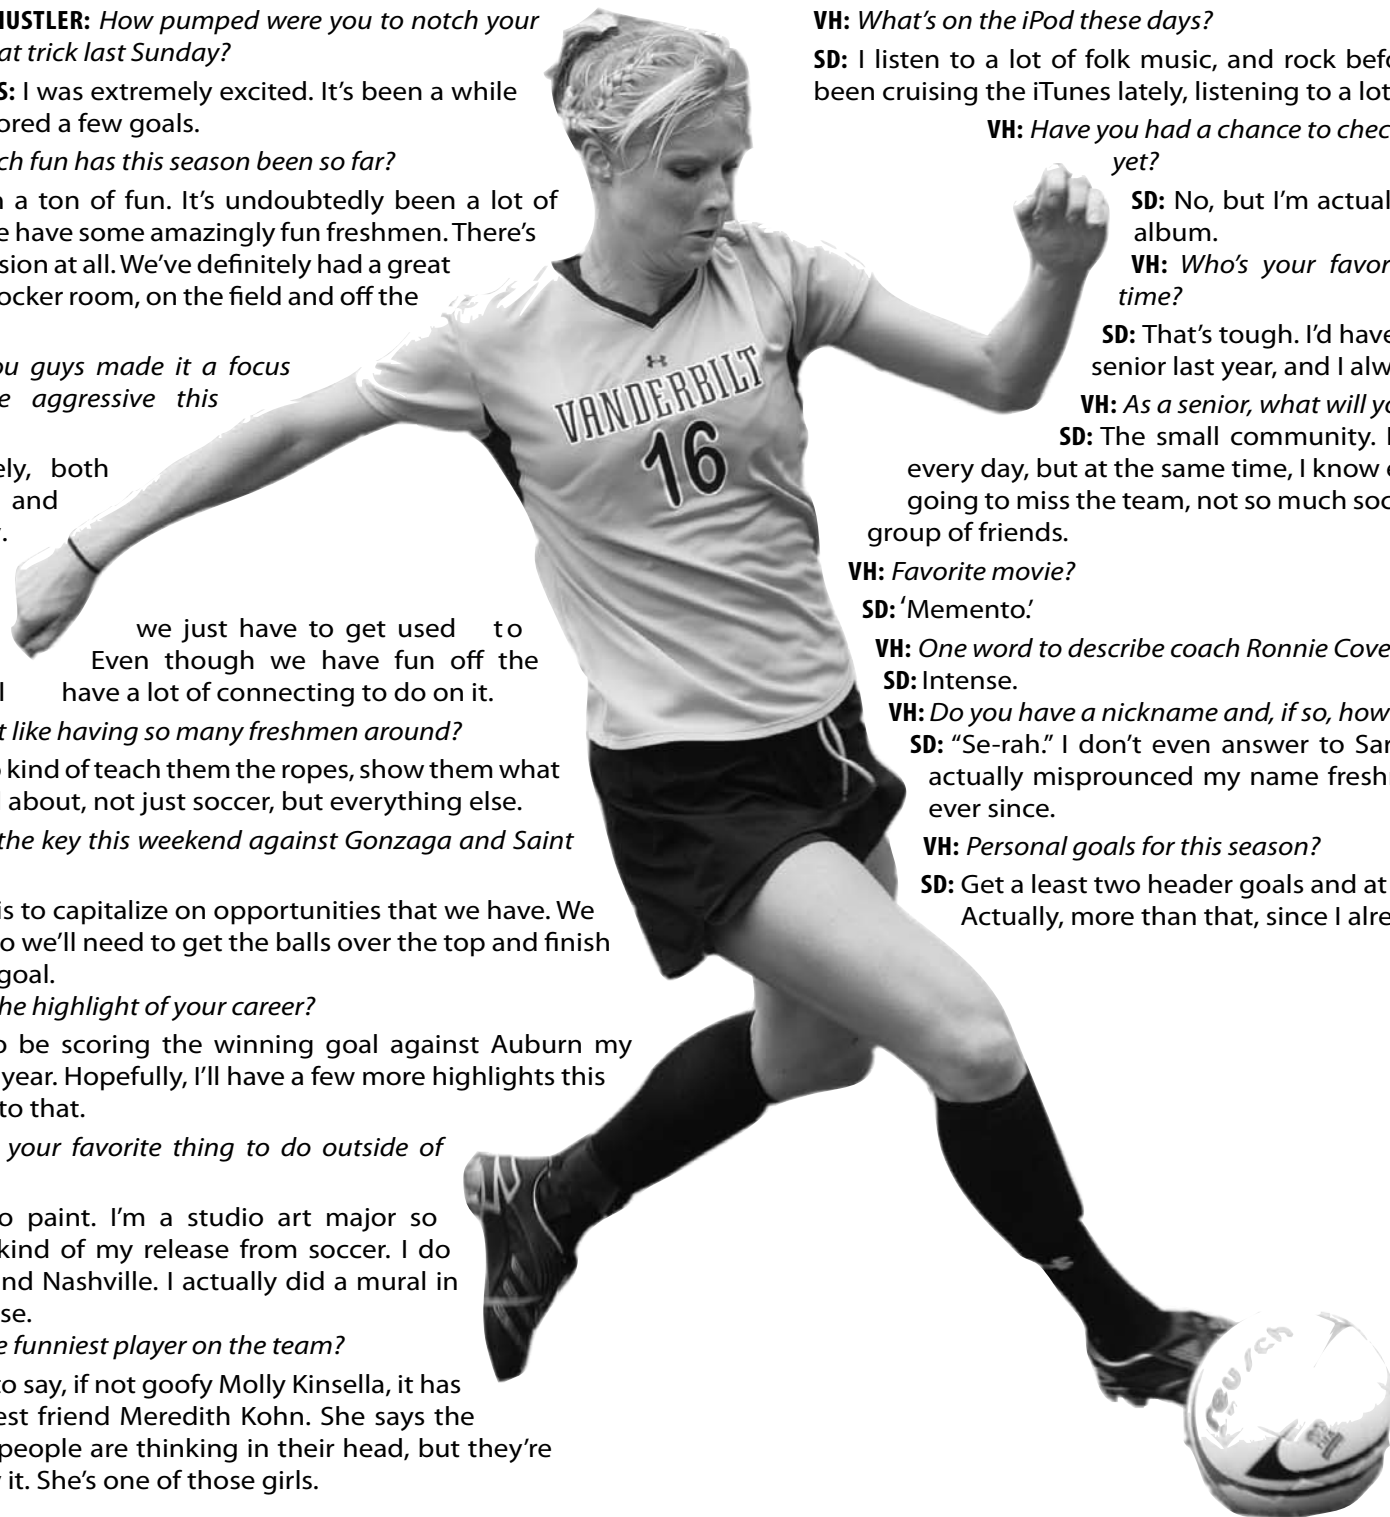 HUSTLER: How pumped were you to notch your
at trick last Sunday?
S: I was extremely excited. It's been a while
ored a few goals.
ch fun has this season been so far?
n a ton of fun. It's undoubtedly been a lot of
e have some amazingly fun freshmen. There's
sion at all. We've definitely had a great
ocker room, on the field and off the
ou guys made it a focus
e aggressive this
ely, both
and
we just have to get used to
Even though we have fun off the
l have a lot of connecting to do on it.
t like having so many freshmen around?
o kind of teach them the ropes, show them what
l about, not just soccer, but everything else.
the key this weekend against Gonzaga and Saint
is to capitalize on opportunities that we have. We
o we'll need to get the balls over the top and finish
goal.
he highlight of your career?
o be scoring the winning goal against Auburn my
year. Hopefully, I'll have a few more highlights this
to that.
your favorite thing to do outside of
o paint. I'm a studio art major so
kind of my release from soccer. I do
nd Nashville. I actually did a mural in
se.
e funniest player on the team?
to say, if not goofy Molly Kinsella, it has
est friend Meredith Kohn. She says the
people are thinking in their head, but they're
y it. She's one of those girls.
VANDERBILT
16
VH: What's on the iPod these days?
SD: I listen to a lot of folk music, and rock befo
been cruising the iTunes lately, listening to a lot
VH: Have you had a chance to chec
yet?
SD: No, but I'm actual
album.
VH: Who's your favor
time?
SD: That's tough. I'd have
senior last year, and I alw
VH: As a senior, what will yo
SD: The small community. I
every day, but at the same time, I know e
going to miss the team, not so much soc
group of friends.
VH: Favorite movie?
SD: 'Memento.'
VH: One word to describe coach Ronnie Cove
SD: Intense.
VH: Do you have a nickname and, if so, how
SD: "Se-rah." I don't even answer to Sar
actually misprounced my name freshm
ever since.
VH: Personal goals for this season?
SD: Get a least two header goals and at
Actually, more than that, since I alre
reusch